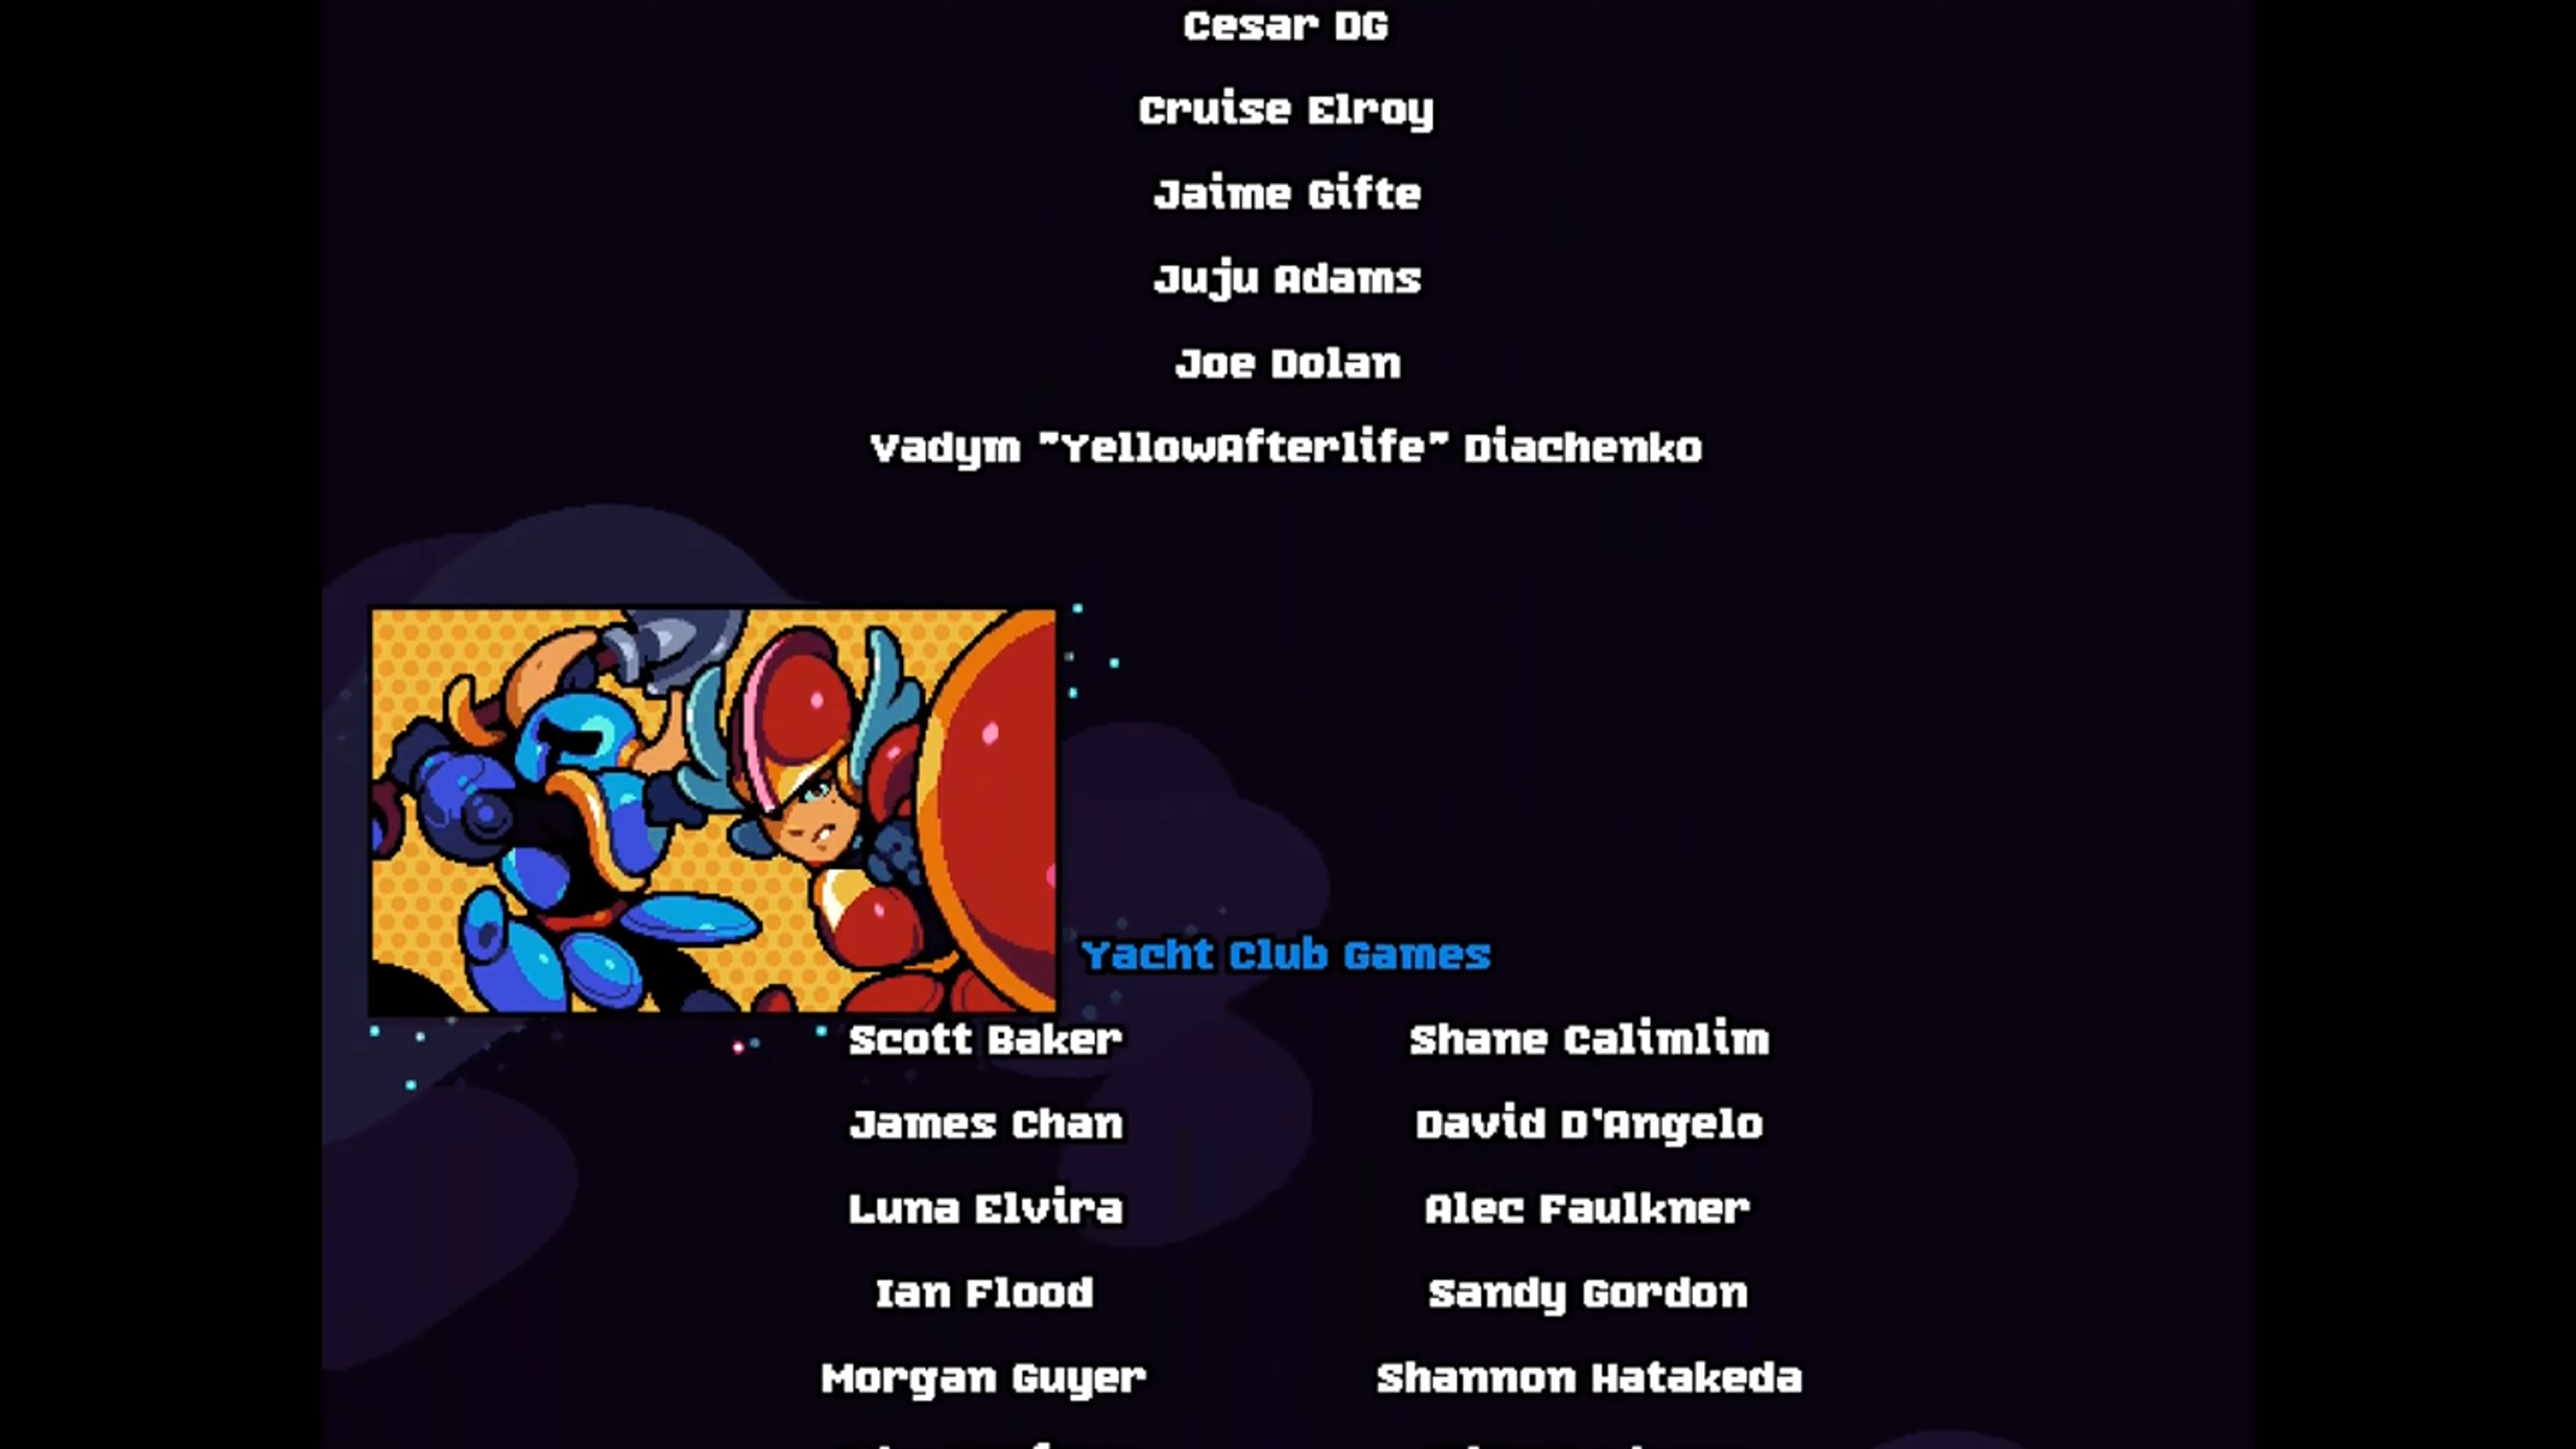 Cesar DG
Cruise Elroy
Jaime Gifte
Juju Adams
Joe Dolan
Vadym "YellowAfterlife" Diachenko
Yacht Club Games
Scott Baker Shane Calimlim
James Chan David D'Angelo
Luna Elvira Alec Faulkner
Ian Flood Sandy Gordon
Morgan Guyer Shannon Hatakeda